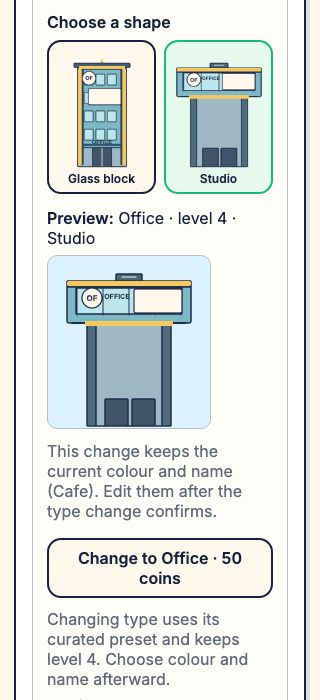 Choose a shape
OF
OFFICE
OFFICE
OF
OFFICE
Glass block
Studio
Preview: Office · level 4 ·
Studio
OF
OFFICE
This change keeps the
current colour and name
(Cafe). Edit them after the
type change confirms.
Change to Office · 50
coins
Changing type uses its
curated preset and keeps
level 4. Choose colour and
name afterward.